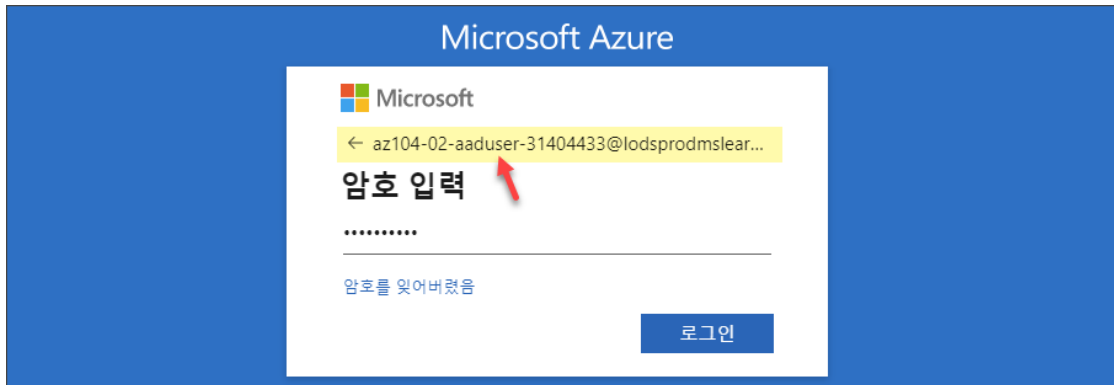 Microsoft Azure
Microsoft
← az104-02-aaduser-31404433@lodsprodmslear...
암호 입력
••••••••••
암호를 잊어버렸음
로그인